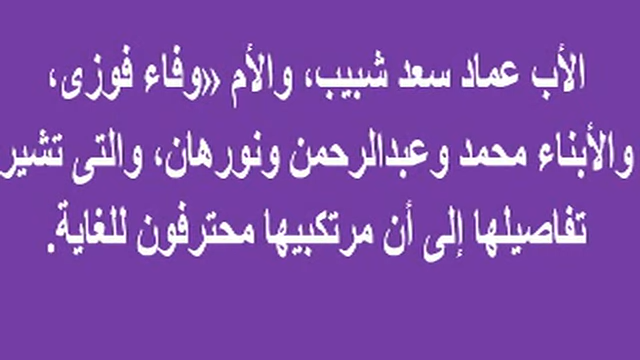 الأب عماد سعد شبيب، والأم «وفاء فوزى،
والأبناء محمد وعبدالرحمن ونورهان، والتى تشير
تفاصيلها إلى أن مرتكبيها محترفون للغاية.